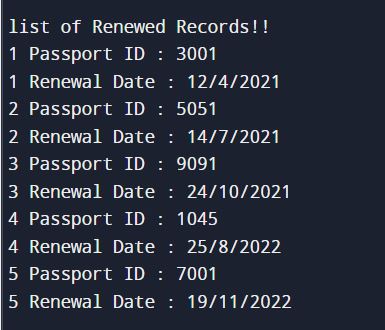 list of Renewed Records!!
1 Passport ID : 3001
1 Renewal Date : 12/4/2021
2 Passport ID : 5051
2 Renewal Date : 14/7/2021
3 Passport ID : 9091
3 Renewal Date : 24/10/2021
4 Passport ID : 1045
4 Renewal Date : 25/8/2022
5 Passport ID : 7001
5 Renewal Date : 19/11/2022